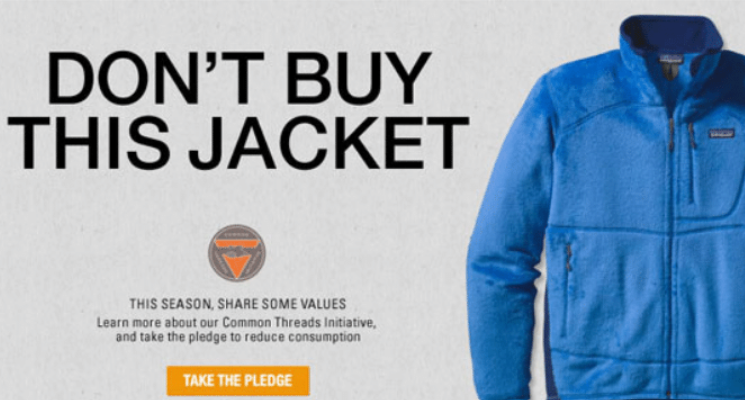 DON'T BUY
THIS JACKET
THIS SEASON, SHARE SOME VALUES
Learn more about our Common Threads Initiative,
and take the pledge to reduce consumption
TAKE THE PLEDGE